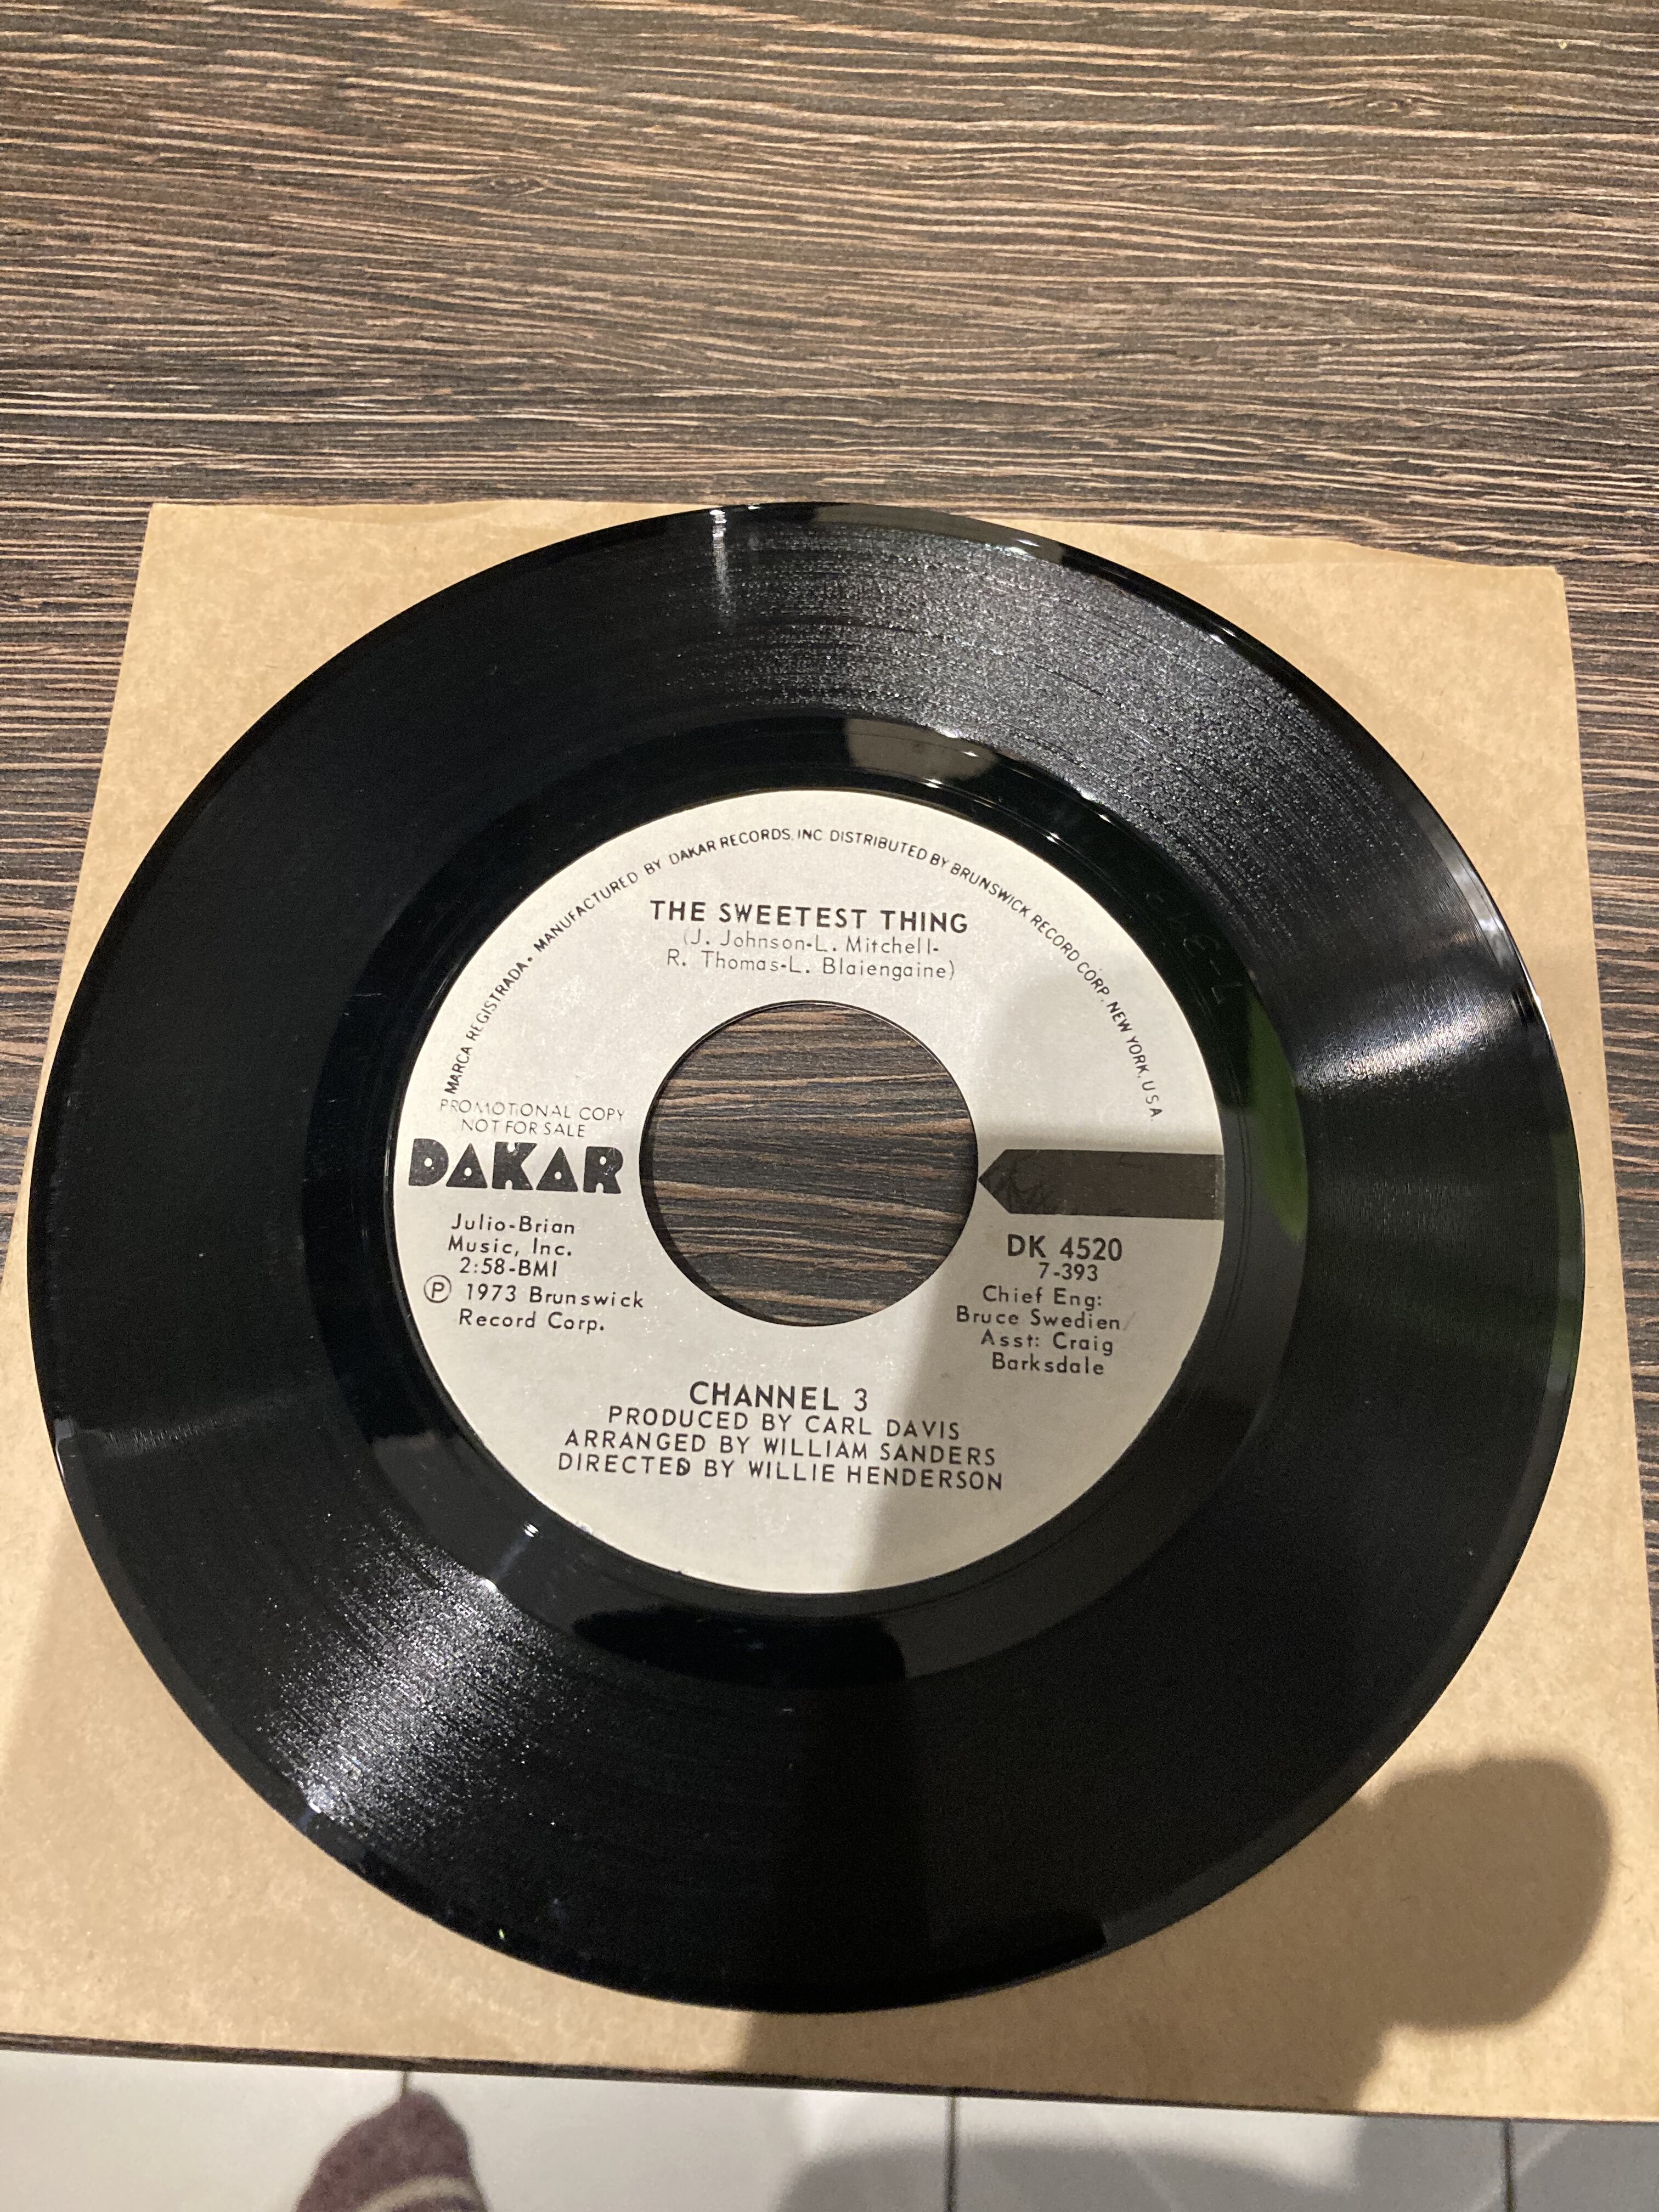 MARCA REGISTRADA • MANUFACTURED BY DAKAR RECORDS, INC DISTRIBUTED BY BRUNSWICK RECORD CORP. NEW YORK, U.S.A.
THE SWEETEST THING
(J. Johnson-L. Mitchell-
R. Thomas-L. Blaiengaine)
PROMOTIONAL COPY
NOT FOR SALE
DAKAR
Julio-Brian
Music, Inc.
2:58-BMI
Ⓟ 1973 Brunswick
Record Corp.
DK 4520
7-393
Chief Eng:
Bruce Swedien/
Asst: Craig
Barksdale
CHANNEL 3
PRODUCED BY CARL DAVIS
ARRANGED BY WILLIAM SANDERS
DIRECTED BY WILLIE HENDERSON